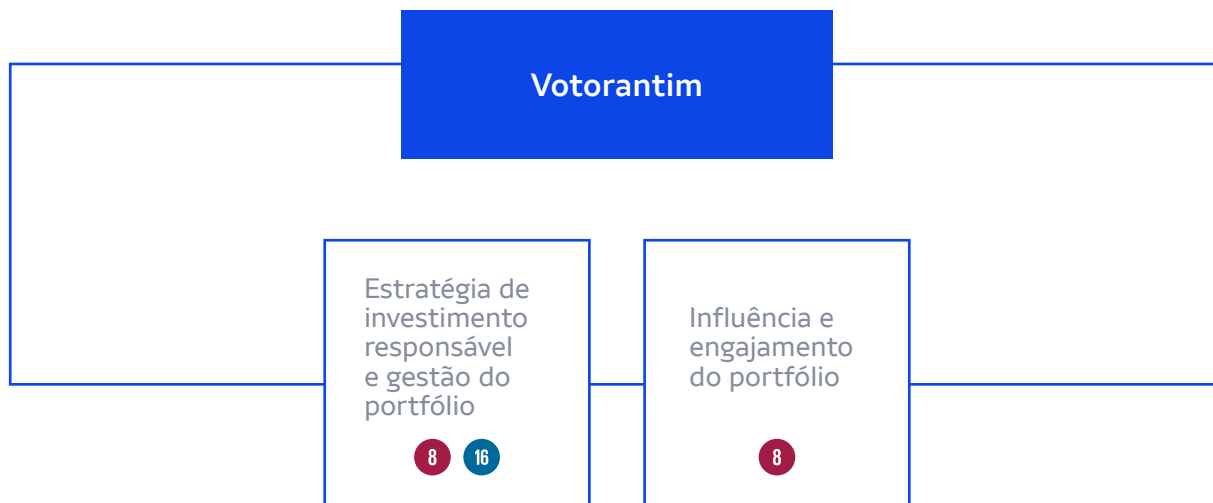 Votorantim
Estratégia de
investimento
responsável
e gestão do
portfólio
8 16
Influência e
engajamento
do portfólio
8